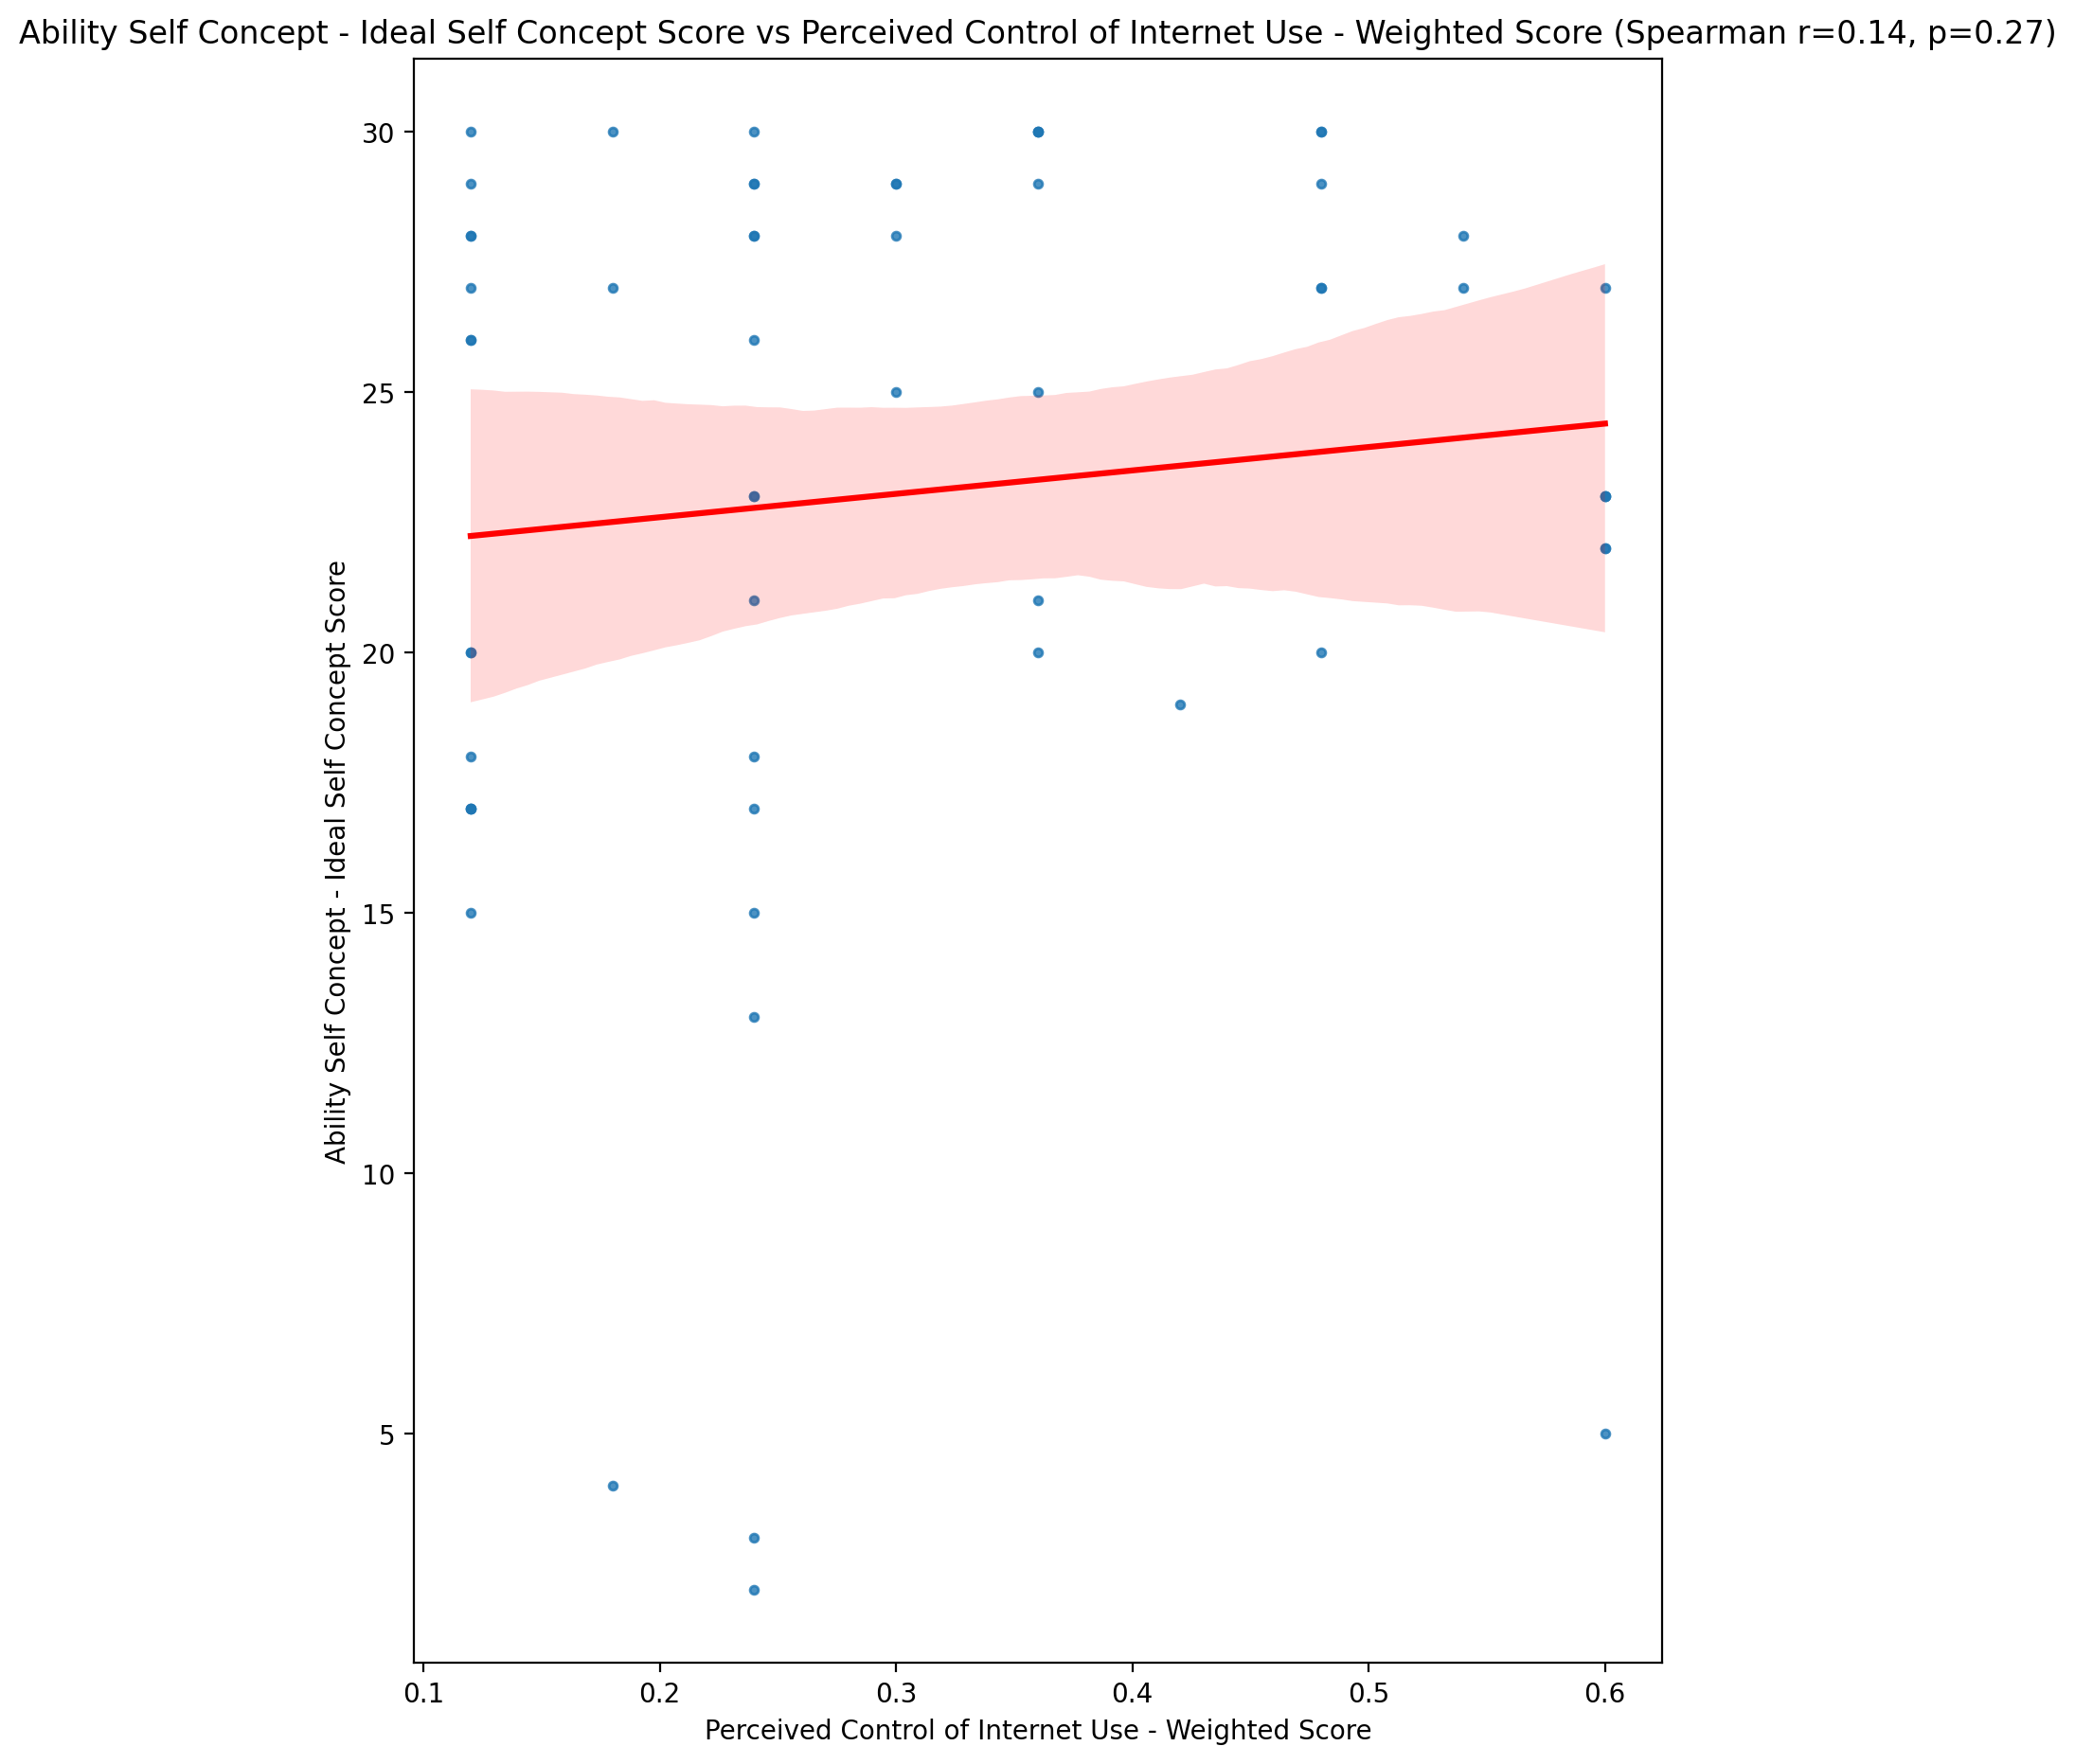 Ability Self Concept - Ideal Self Concept Score vs Perceived Control of Internet Use - Weighted Score (Spearman r=0.14, p=0.27)
30
25
20
15
10
5
Ability Self Concept - Ideal Self Concept Score
0.1 0.2 0.3 0.4 0.5 0.6
Perceived Control of Internet Use - Weighted Score